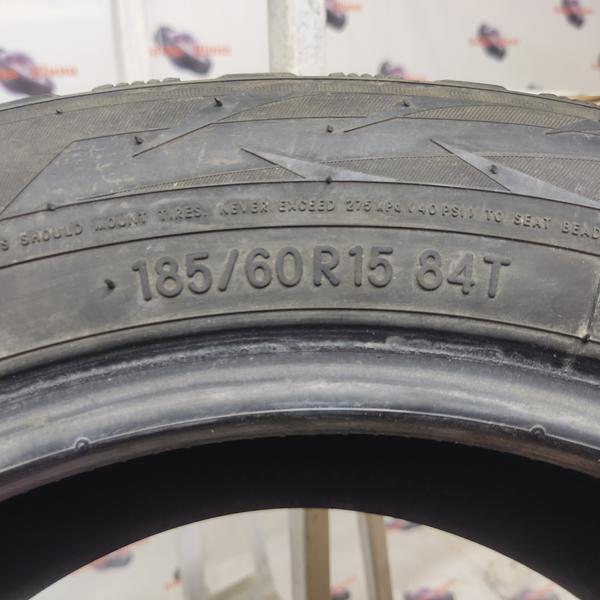 S SHOULD MOUNT TIRES. NEVER EXCEED 275 kPa (40 PSI) TO SEAT BEAD
185/60R15 84T